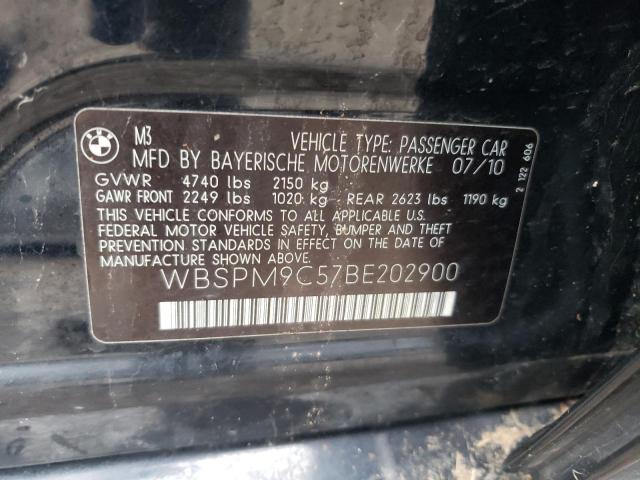 M3
VEHICLE TYPE: PASSENGER CAR
MFD BY BAYERISCHE MOTORENWERKE 07/10
GVWR 4740 lbs 2150 kg
GAWR FRONT 2249 lbs 1020 kg REAR 2623 lbs 1190 kg
THIS VEHICLE CONFORMS TO ALL APPLICABLE U.S.
FEDERAL MOTOR VEHICLE SAFETY, BUMPER AND THEFT
PREVENTION STANDARDS IN EFFECT ON THE DATE OF
MANUFACTURE SHOWN ABOVE.
WBSPM9C57BE202900
2 122 606